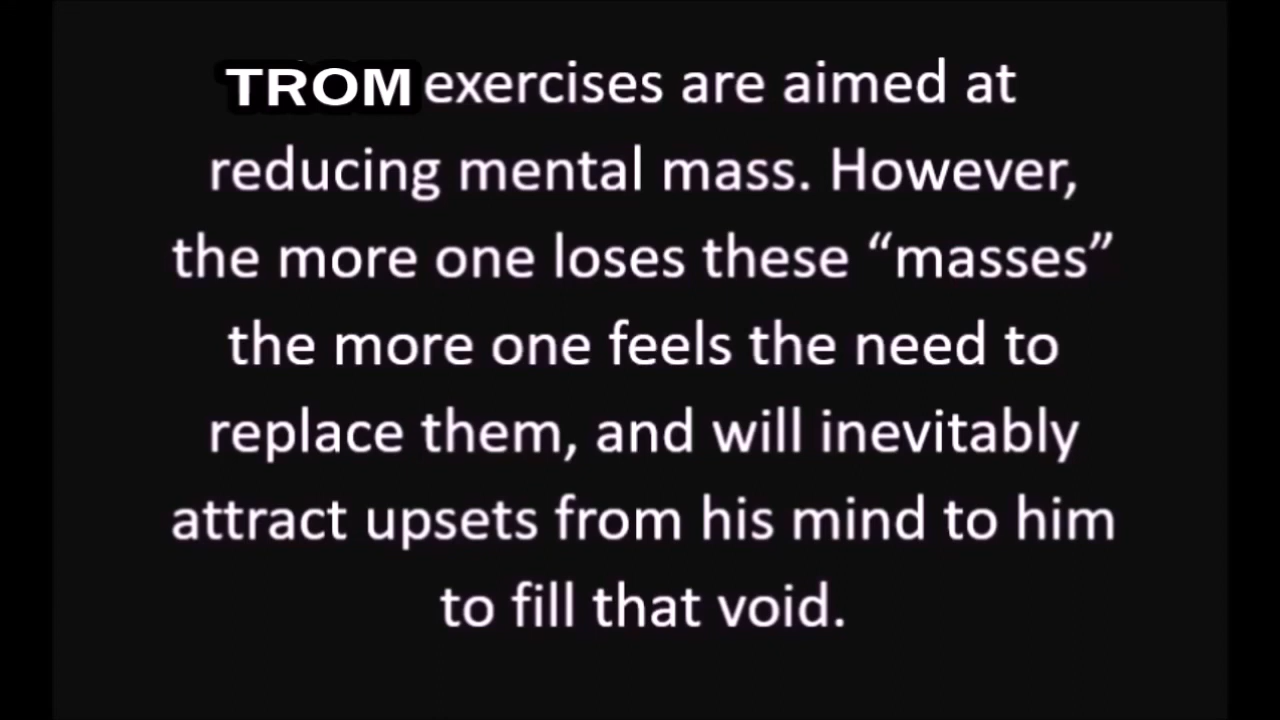 TROM exercises are aimed at
reducing mental mass. However,
the more one loses these “masses”
the more one feels the need to
replace them, and will inevitably
attract upsets from his mind to him
to fill that void.